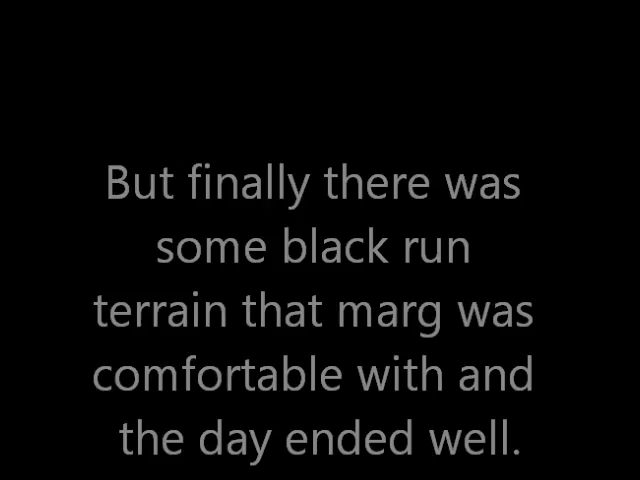 But finally there was
some black run
terrain that marg was
comfortable with and
the day ended well.